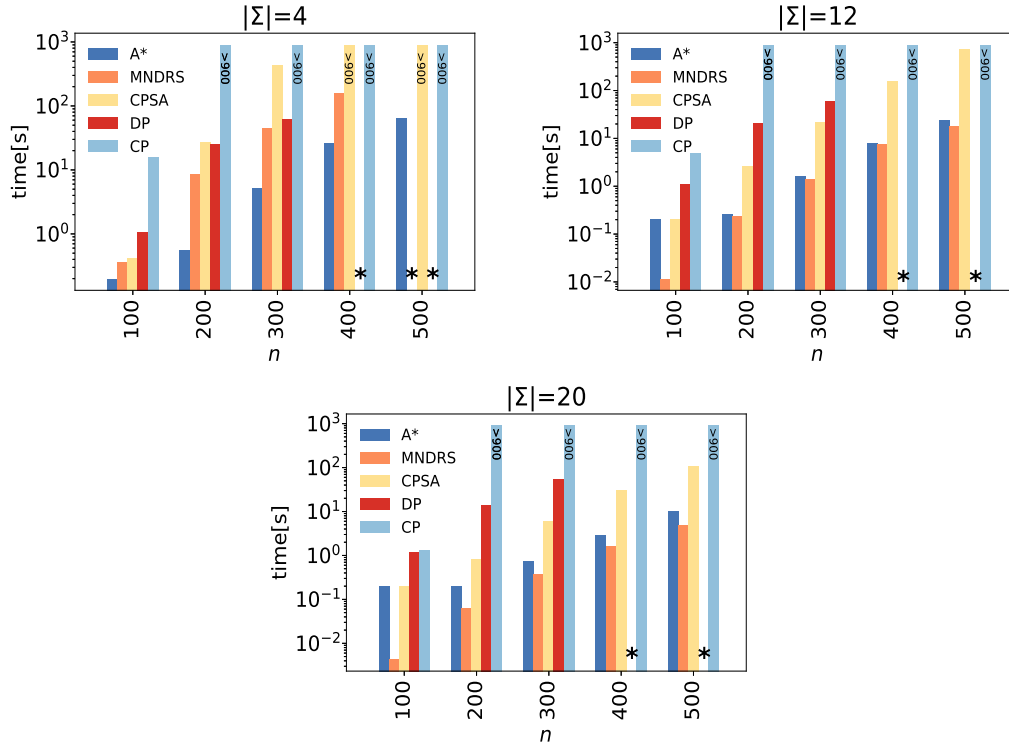 |Σ|=4
10³
10²
10¹
10⁰
time[s]
A*
MNDRS
CPSA
DP
CP
>900
>900
>900
>900
>900
>900
*
* *
100
200
300
400
500
n
|Σ|=12
10³
10²
10¹
10⁰
10⁻¹
10⁻²
time[s]
A*
MNDRS
CPSA
DP
CP
>900
>900
>900
>900
*
*
100
200
300
400
500
n
|Σ|=20
10³
10²
10¹
10⁰
10⁻¹
10⁻²
time[s]
A*
MNDRS
CPSA
DP
CP
>900
>900
>900
>900
*
*
100
200
300
400
500
n